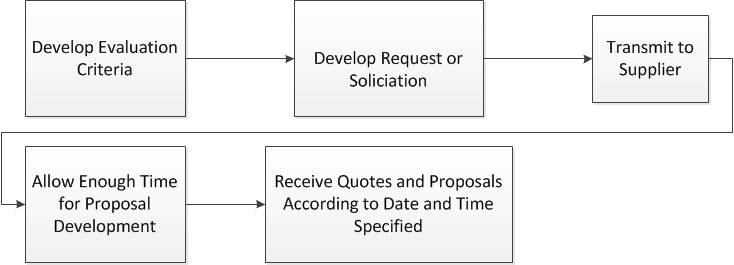 Develop Evaluation
Criteria
Develop Request or
Soliciation
Transmit to
Supplier
Allow Enough Time
for Proposal
Development
Receive Quotes and Proposals
According to Date and Time
Specified